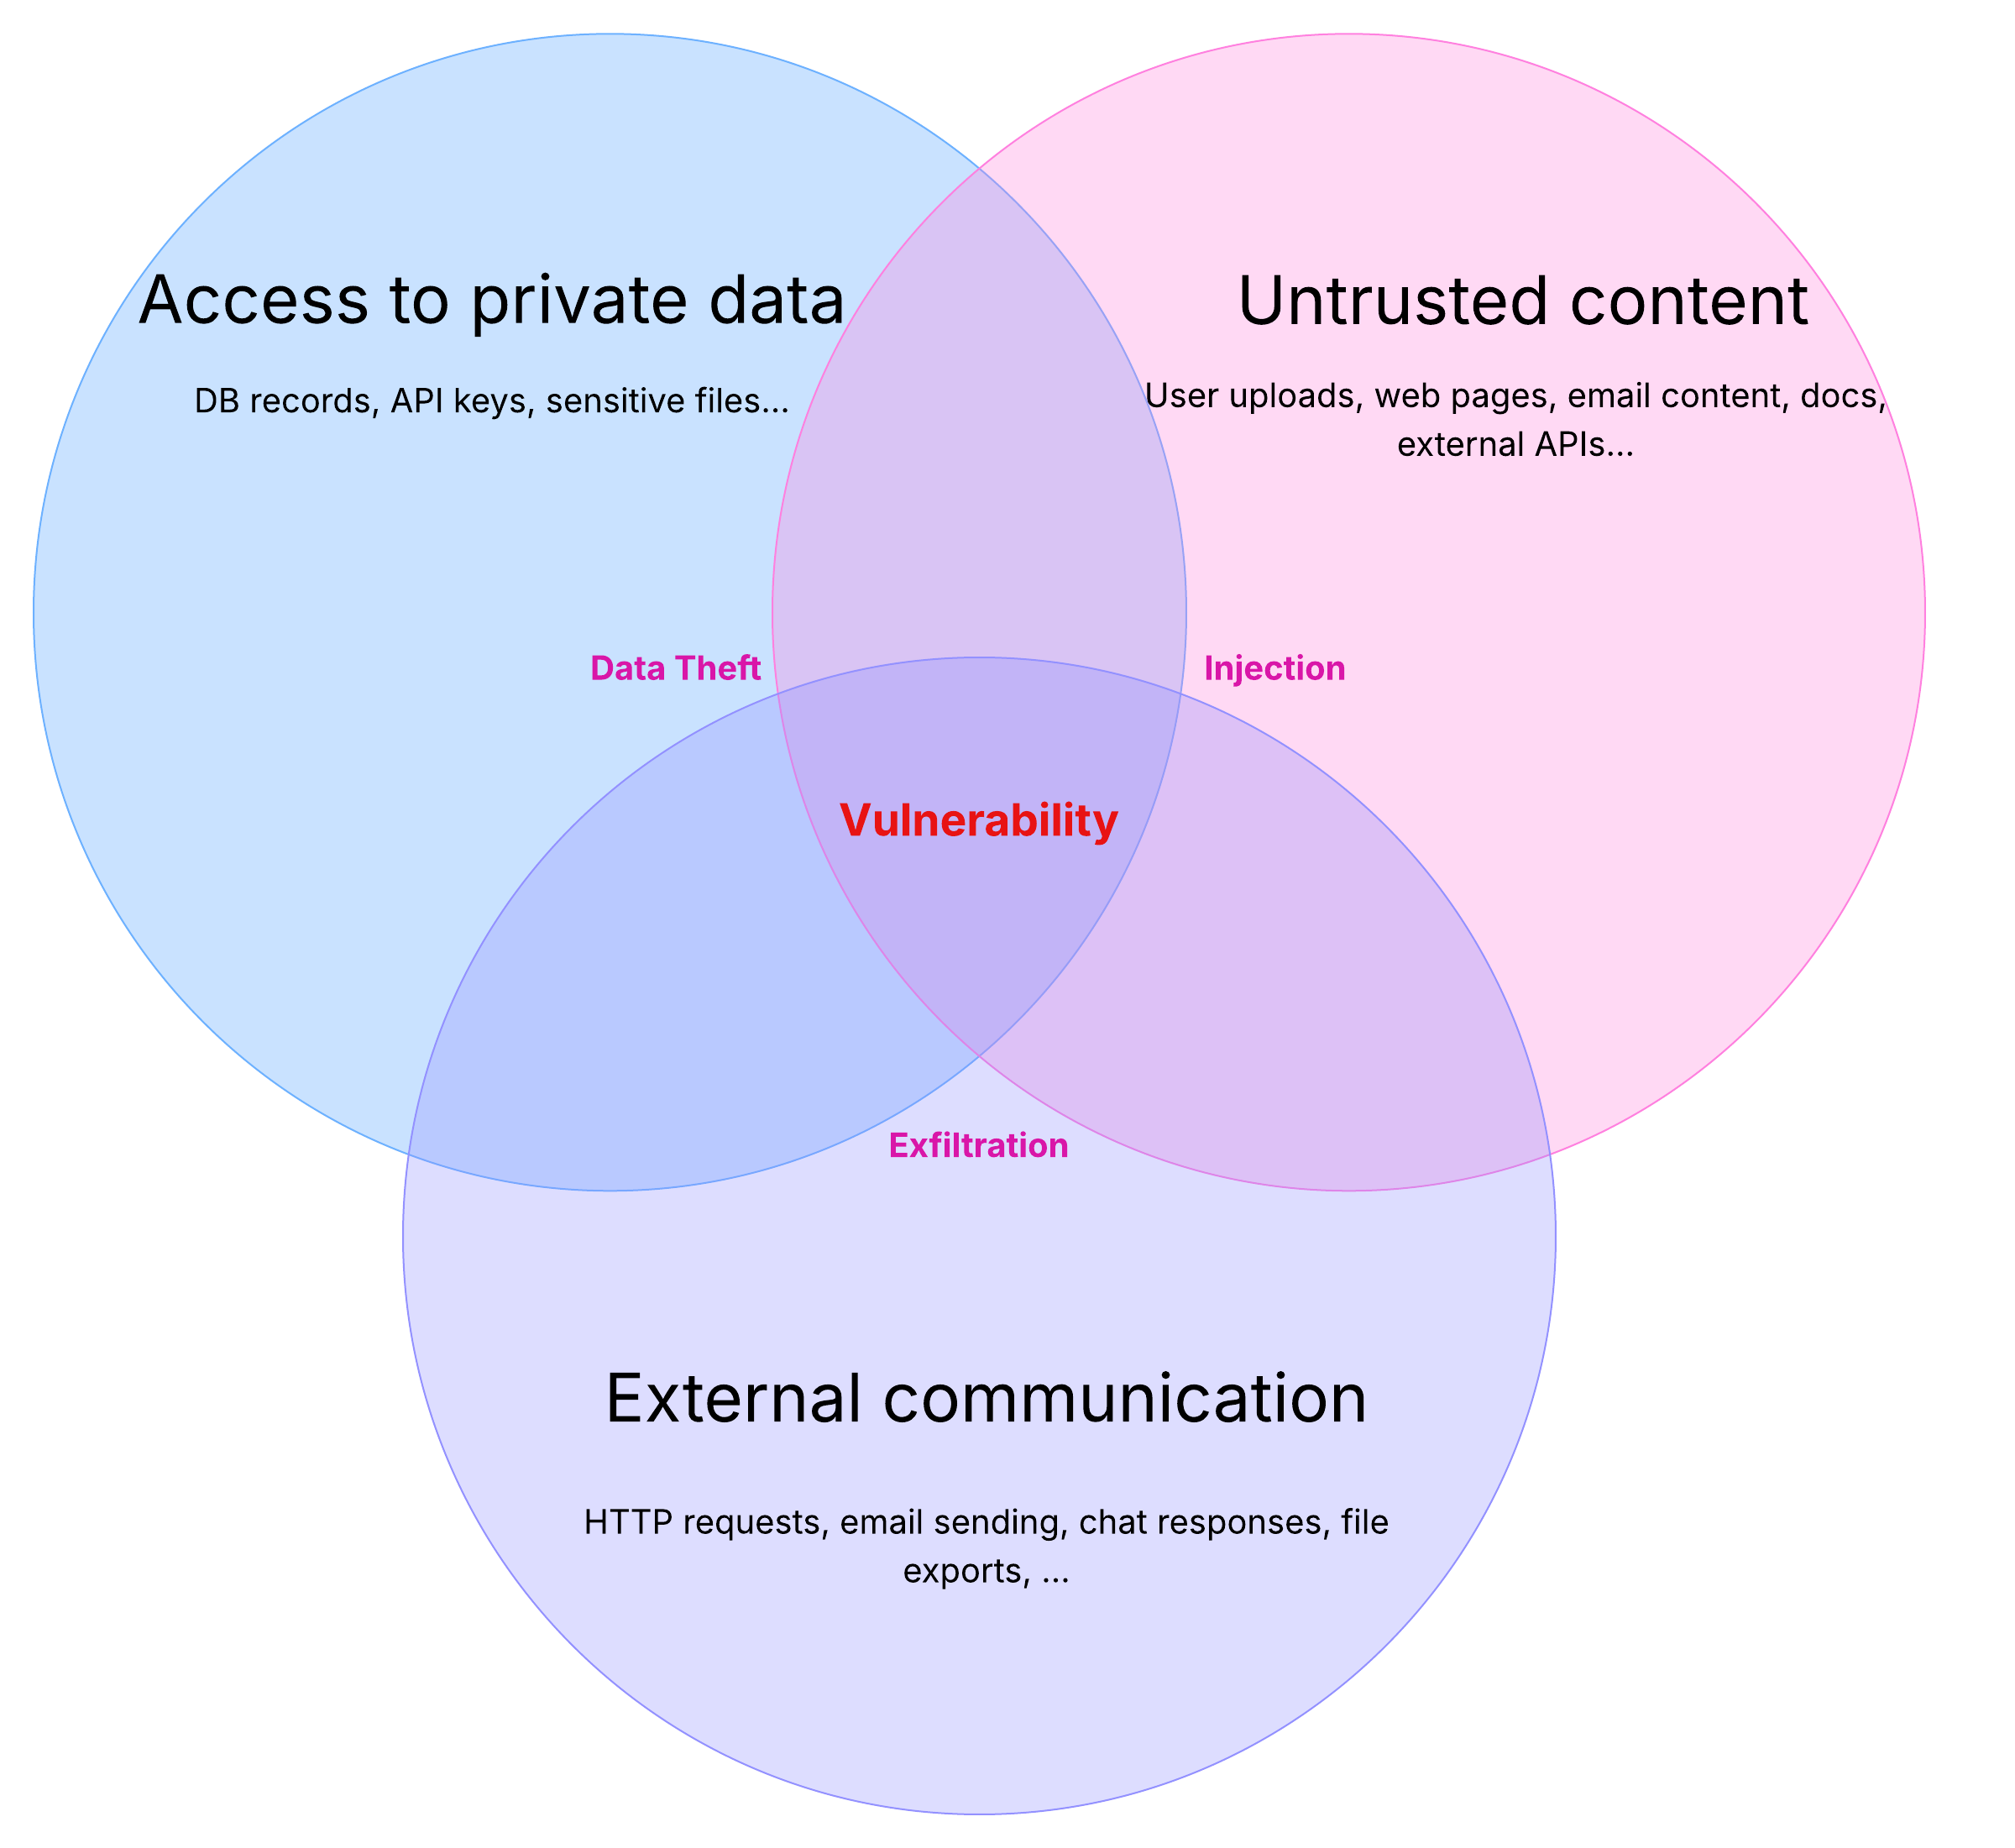 Access to private data
DB records, API keys, sensitive files...
Untrusted content
User uploads, web pages, email content, docs,
external APIs...
Data Theft
Injection
Vulnerability
Exfiltration
External communication
HTTP requests, email sending, chat responses, file
exports, ...